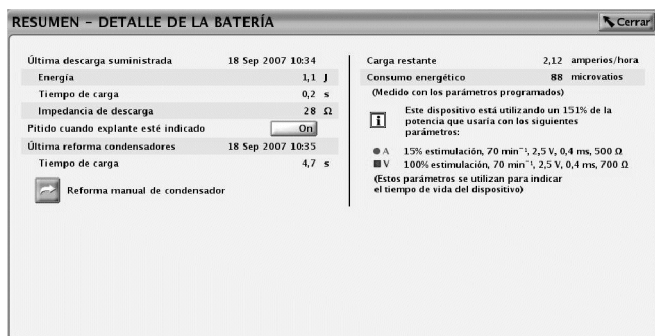 RESUMEN - DETALLE DE LA BATERÍA
Cerrar
Última descarga suministrada 18 Sep 2007 10:34
Energía 1,1 J
Tiempo de carga 0,2 s
Impedancia de descarga 28 Ω
Pitido cuando explante esté indicado On
Última reforma condensadores 18 Sep 2007 10:35
Tiempo de carga 4,7 s
Reforma manual de condensador
Carga restante 2,12 amperios/hora
Consumo energético 88 microvatios
(Medido con los parámetros programados)
i
Este dispositivo está utilizando un 151% de la
potencia que usaría con los siguientes
parámetros:
A 15% estimulación, 70 min⁻¹, 2,5 V, 0,4 ms, 500 Ω
V 100% estimulación, 70 min⁻¹, 2,5 V, 0,4 ms, 700 Ω
(Estos parámetros se utilizan para indicar
el tiempo de vida del dispositivo)